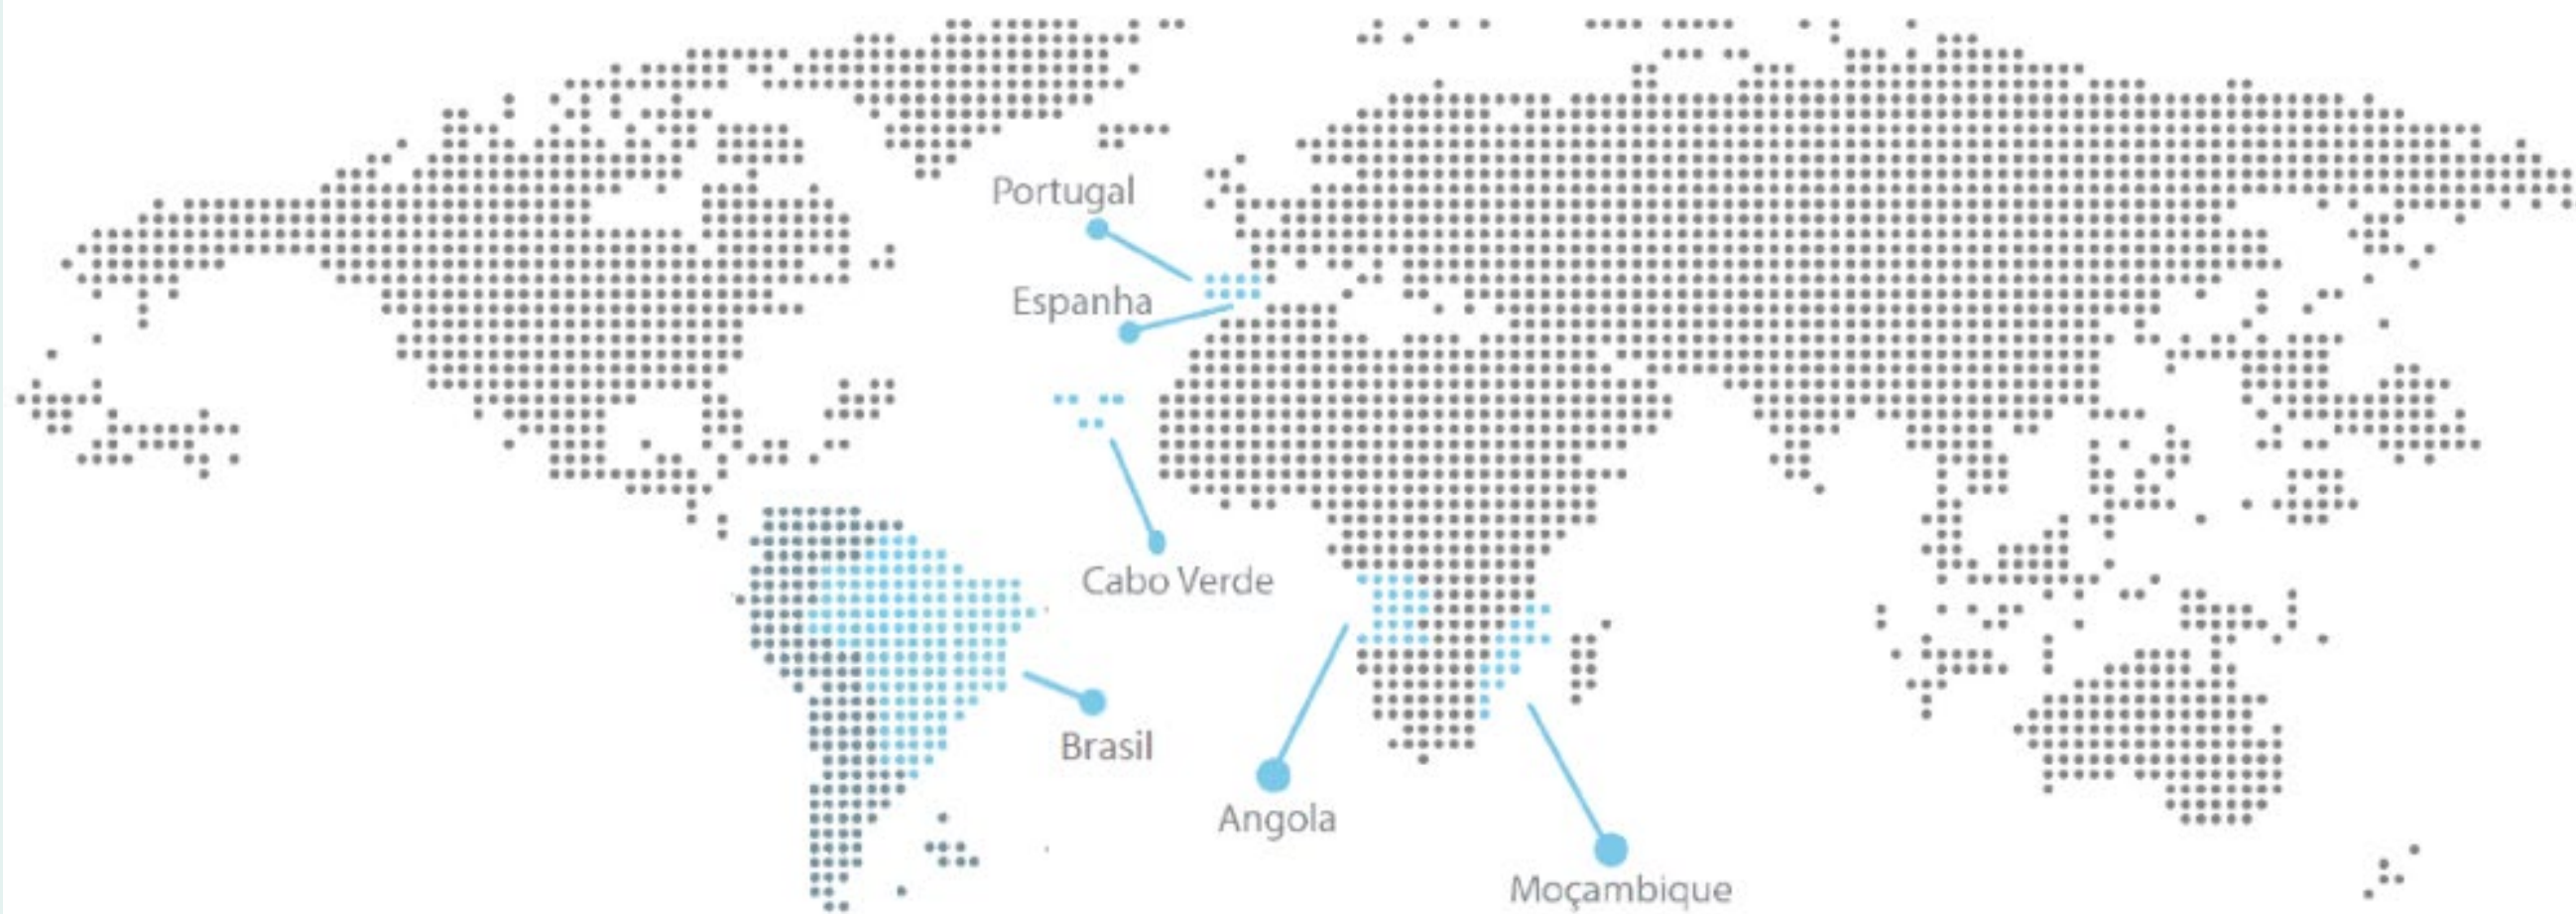 Portugal
Espanha
Cabo Verde
Brasil
Angola
Moçambique